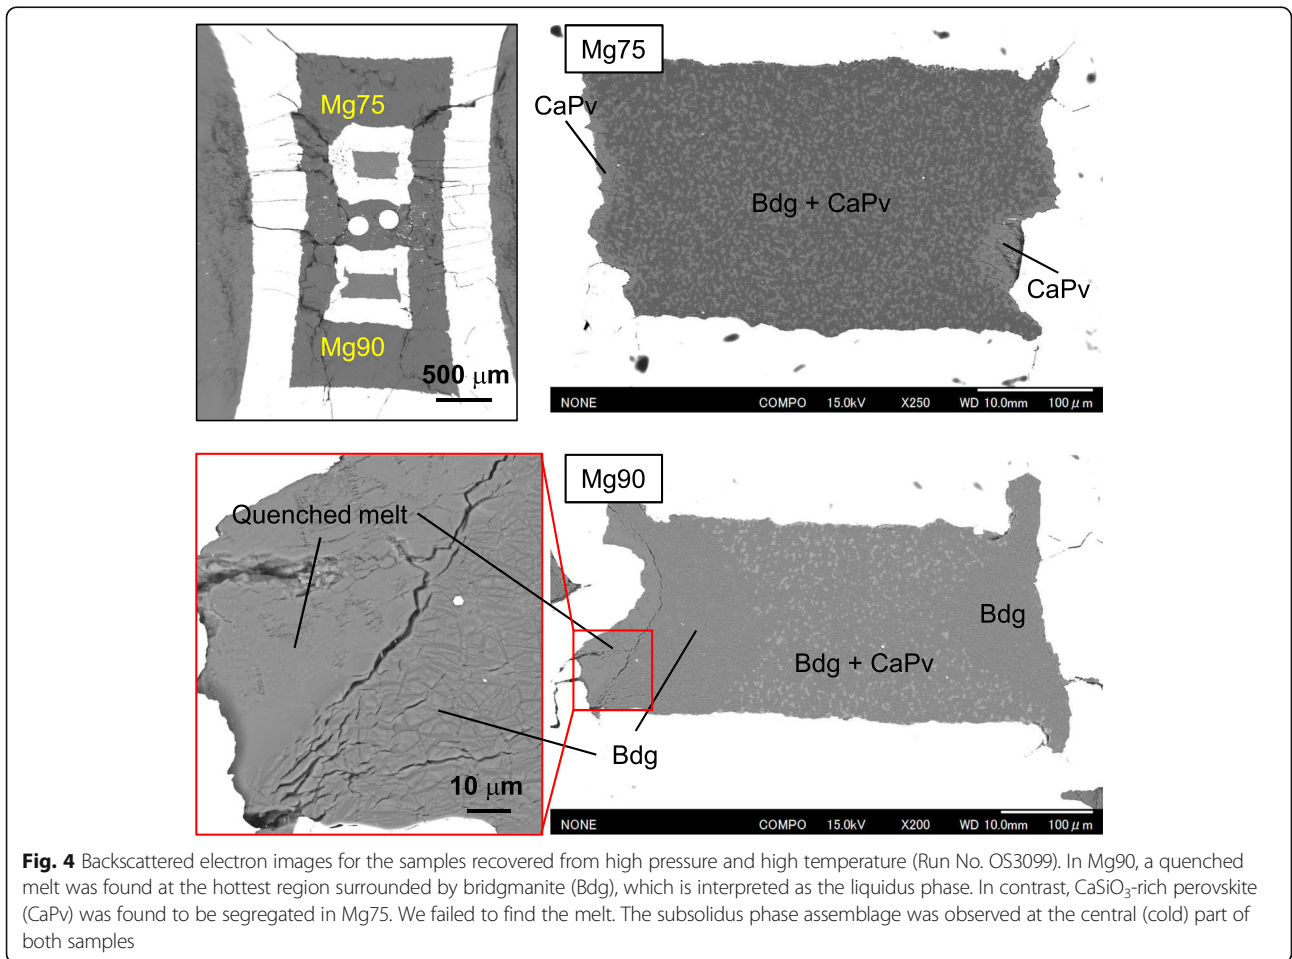 Mg75
Mg90
500 μm
Mg75
CaPv
Bdg + CaPv
CaPv
NONE COMPO 15.0kV X250 WD 10.0mm 100μm
Quenched melt
10 μm
Mg90
Bdg
Bdg + CaPv
Bdg
NONE COMPO 15.0kV X200 WD 10.0mm 100μm
Fig. 4 Backscattered electron images for the samples recovered from high pressure and high temperature (Run No. OS3099). In Mg90, a quenched
melt was found at the hottest region surrounded by bridgmanite (Bdg), which is interpreted as the liquidus phase. In contrast, CaSiO₃-rich perovskite
(CaPv) was found to be segregated in Mg75. We failed to find the melt. The subsolidus phase assemblage was observed at the central (cold) part of
both samples